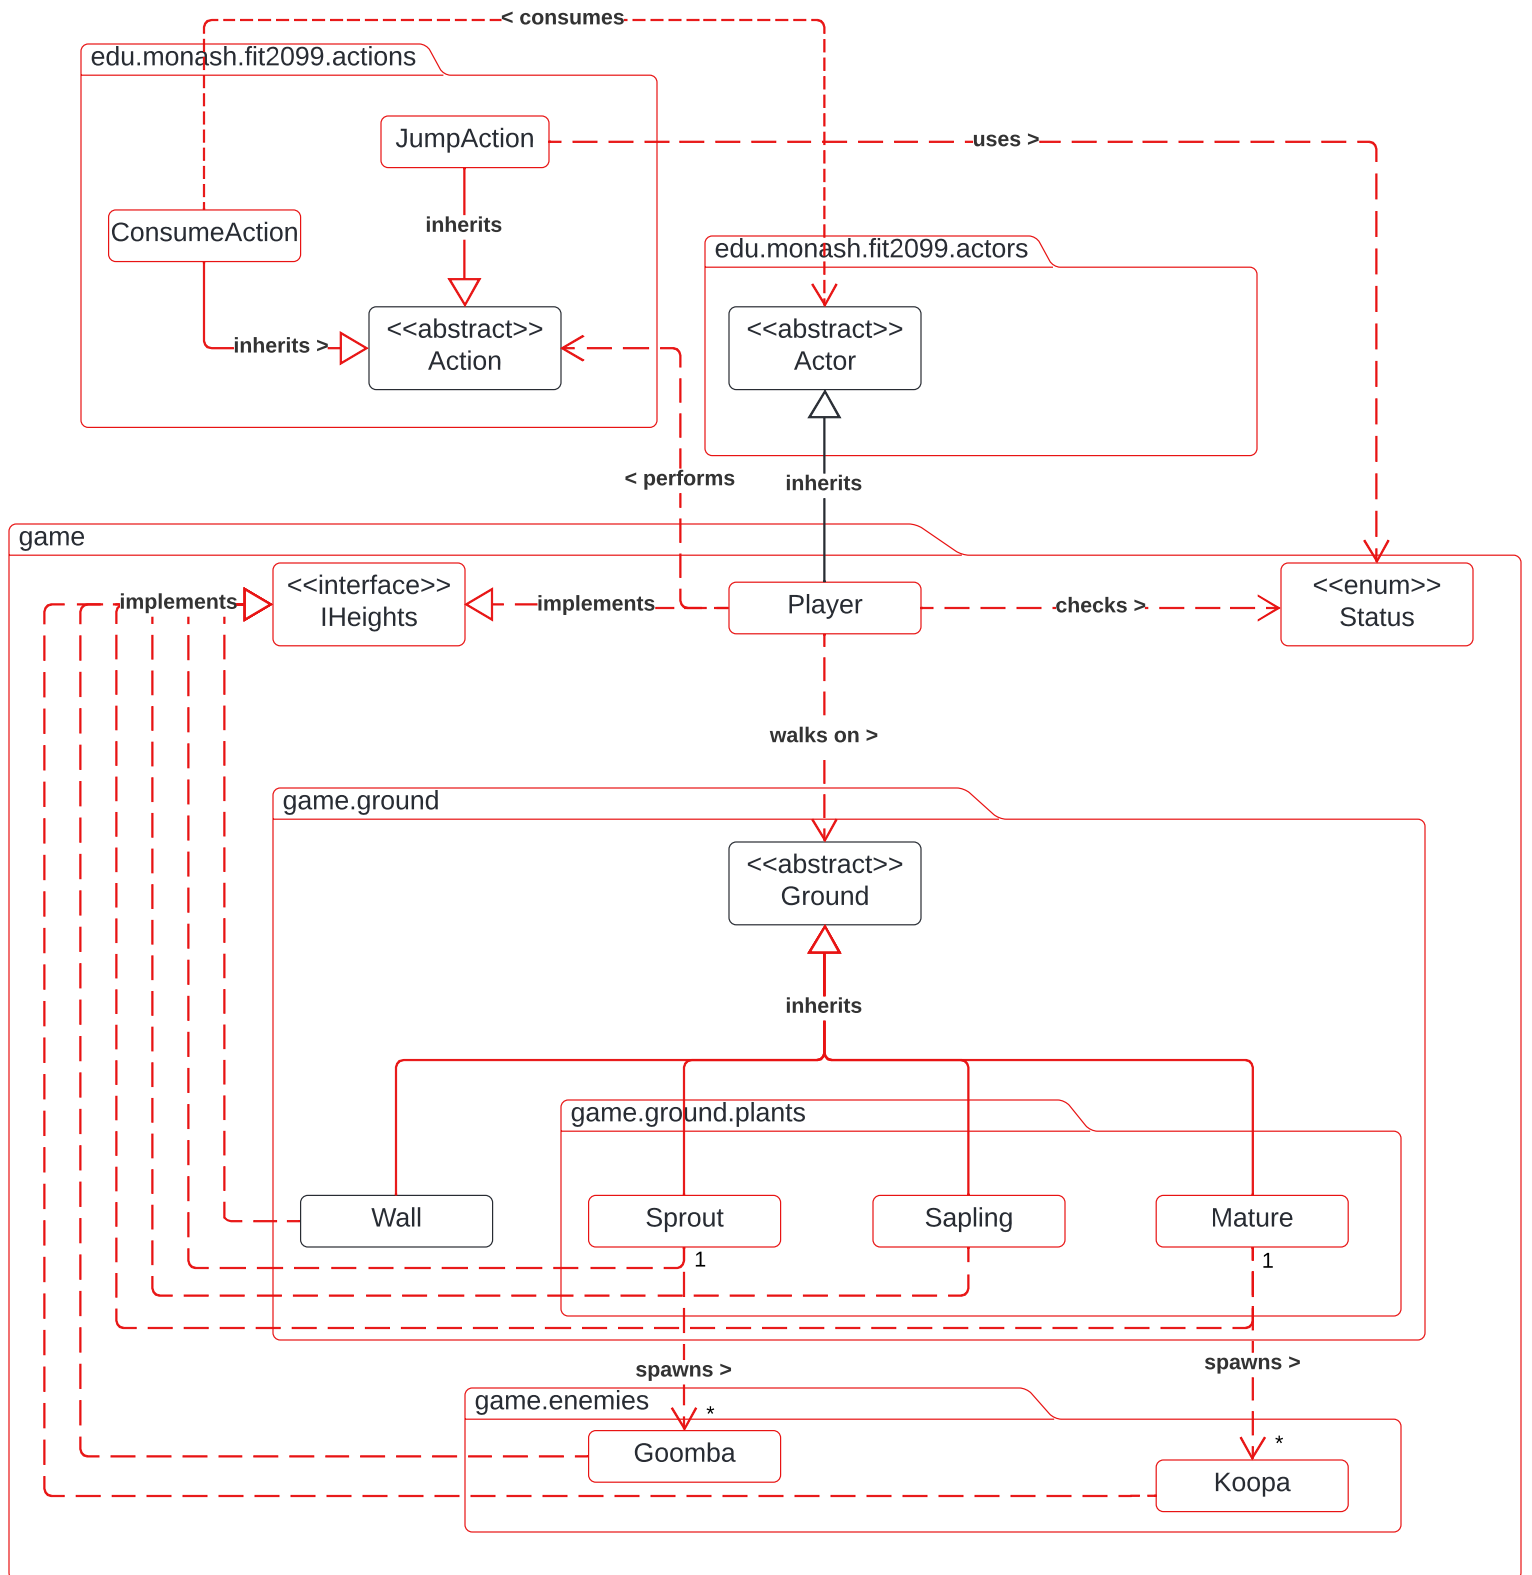 < consumes
edu.monash.fit2099.actions
JumpAction
uses >
inherits
ConsumeAction
edu.monash.fit2099.actors
<<abstract>>
Action
inherits >
<<abstract>>
Actor
< performs
inherits
game
implements
<<interface>>
IHeights
implements
Player
checks >
<<enum>>
Status
walks on >
game.ground
<<abstract>>
Ground
inherits
game.ground.plants
Wall
Sprout
Sapling
Mature
1
1
spawns >
spawns >
game.enemies
*
*
Goomba
Koopa